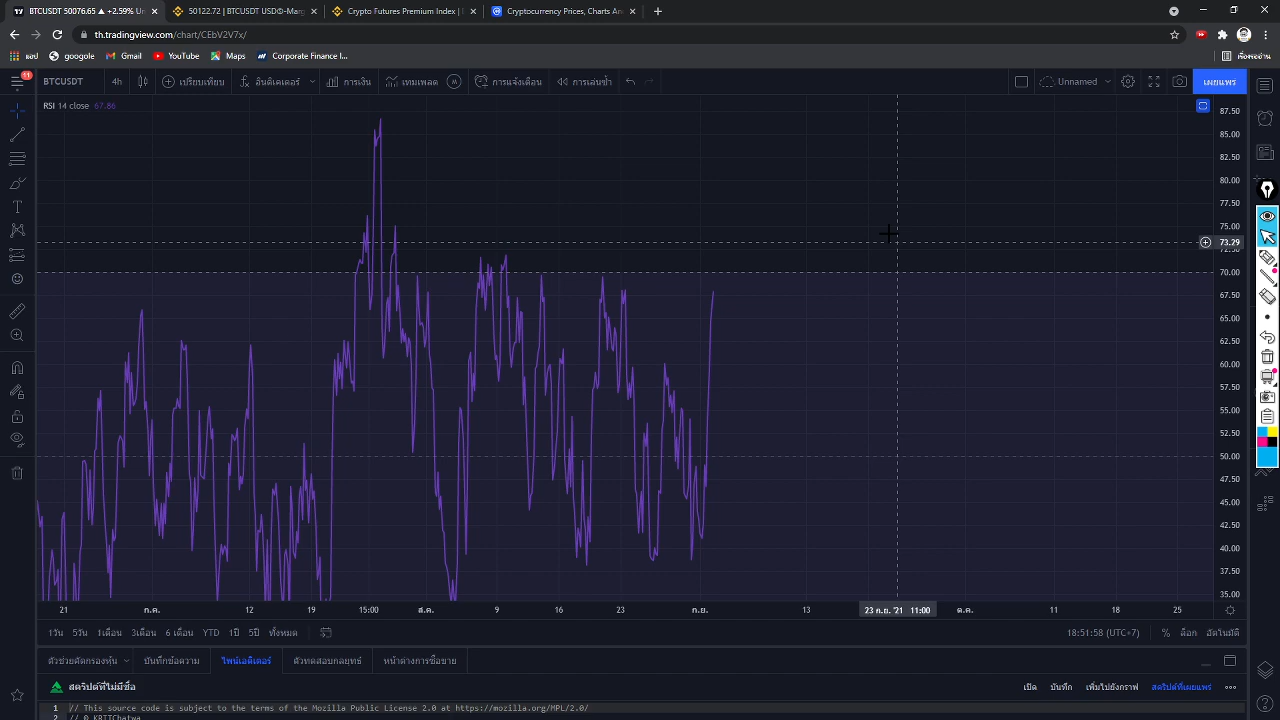 BTCUSDT 50076.65 ▲ +2.59% Unna
50122.72 | BTCUSDT USDⓈ-Marg
Crypto Futures Premium Index |
Cryptocurrency Prices, Charts An
th.tradingview.com/chart/CEbV2V7x/
แอป
google
Gmail
YouTube
Maps
Corporate Finance I...
11
BTCUSDT
4h
เปรียบเทียบ
อินดิเคเตอร์
การเงิน
เทมเพลต
การแจ้งเตือน
การเล่นซ้ำ
Unnamed
เผยแพร่
RSI 14 close 67.86
87.50
85.00
82.50
80.00
77.50
75.00
73.29
70.00
67.50
65.00
62.50
60.00
57.50
55.00
52.50
50.00
47.50
45.00
42.50
40.00
37.50
35.00
21
ก.ค.
12
19
15:00
ส.ค.
9
16
23
ก.ย.
13
23 ก.ย. '21 11:00
ต.ค.
11
18
25
1วัน
5วัน
1เดือน
3เดือน
6 เดือน
YTD
1ปี
5ปี
ทั้งหมด
18:51:58 (UTC+7)
%
ล็อก
อัตโนมัติ
ตัวช่วยคัดกรองหุ้น
บันทึกข้อความ
ไพน์เอดิเตอร์
ตัวทดสอบกลยุทธ์
หน้าต่างการซื้อขาย
สคริปต์ที่ไม่มีชื่อ
เปิด
บันทึก
เพิ่มไปยังกราฟ
สคริปต์ที่เผยแพร่
1 // This source code is subject to the terms of the Mozilla Public License 2.0 at https://mozilla.org/MPL/2.0/
2 // © KRITChatwa